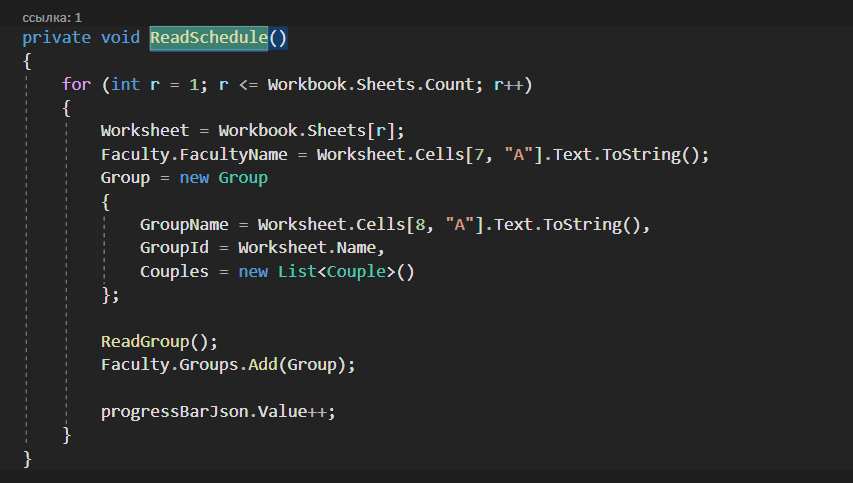 ссылка: 1
private void ReadSchedule()
{
for (int r = 1; r <= Workbook.Sheets.Count; r++)
{
Worksheet = Workbook.Sheets[r];
Faculty.FacultyName = Worksheet.Cells[7, "A"].Text.ToString();
Group = new Group
{
GroupName = Worksheet.Cells[8, "A"].Text.ToString(),
GroupId = Worksheet.Name,
Couples = new List<Couple>()
};
ReadGroup();
Faculty.Groups.Add(Group);
progressBarJson.Value++;
}
}